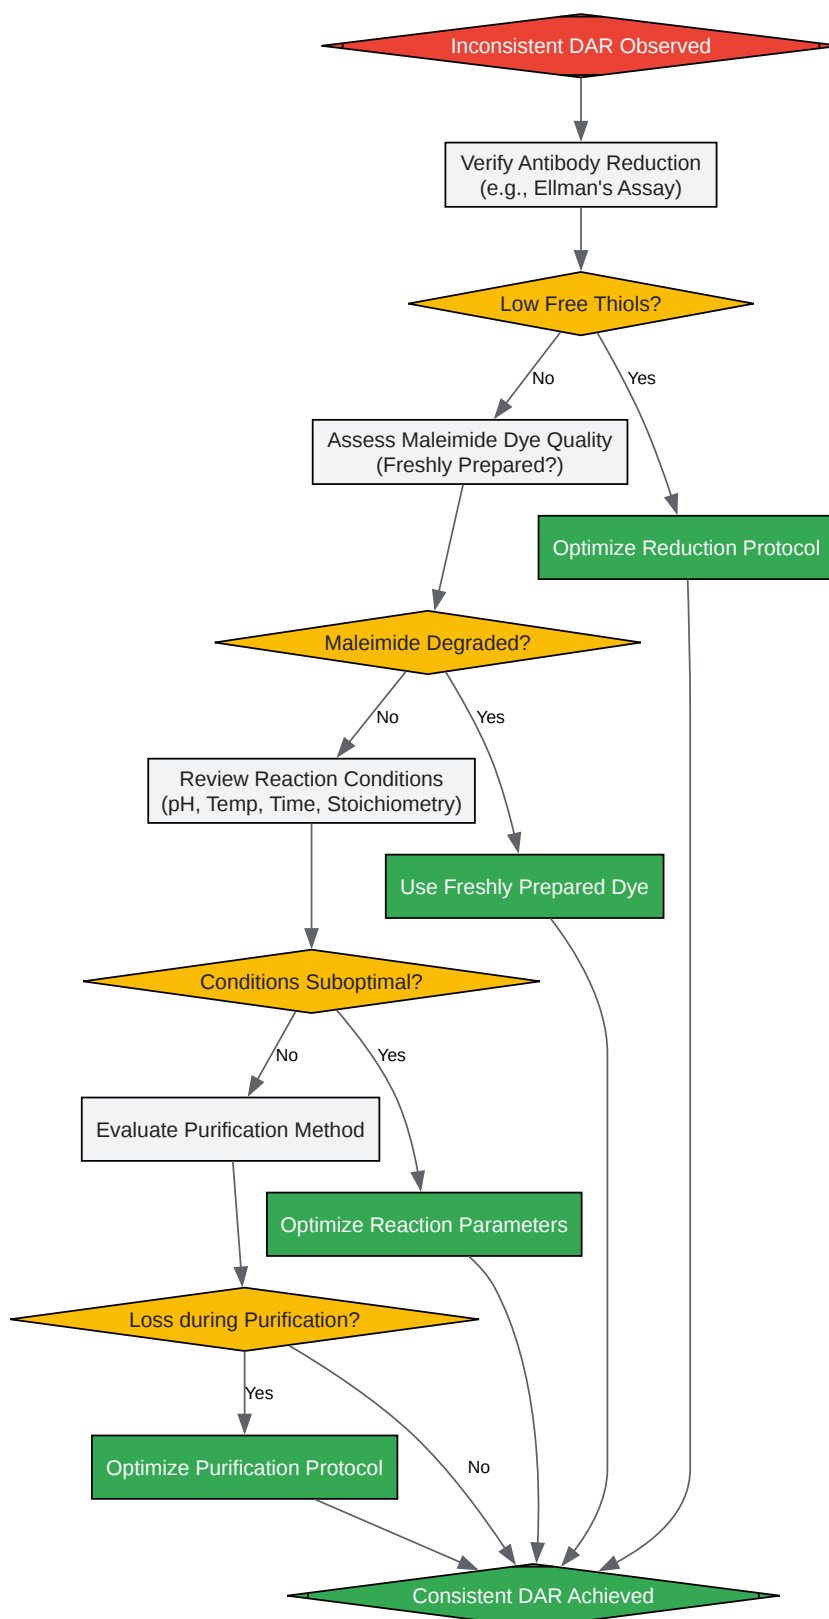 Inconsistent DAR Observed
Verify Antibody Reduction
(e.g., Ellman's Assay)
Low Free Thiols?
No
Yes
Assess Maleimide Dye Quality
(Freshly Prepared?)
Optimize Reduction Protocol
Maleimide Degraded?
No
Yes
Review Reaction Conditions
(pH, Temp, Time, Stoichiometry)
Use Freshly Prepared Dye
Conditions Suboptimal?
No
Yes
Evaluate Purification Method
Optimize Reaction Parameters
Loss during Purification?
Yes
No
Optimize Purification Protocol
Consistent DAR Achieved